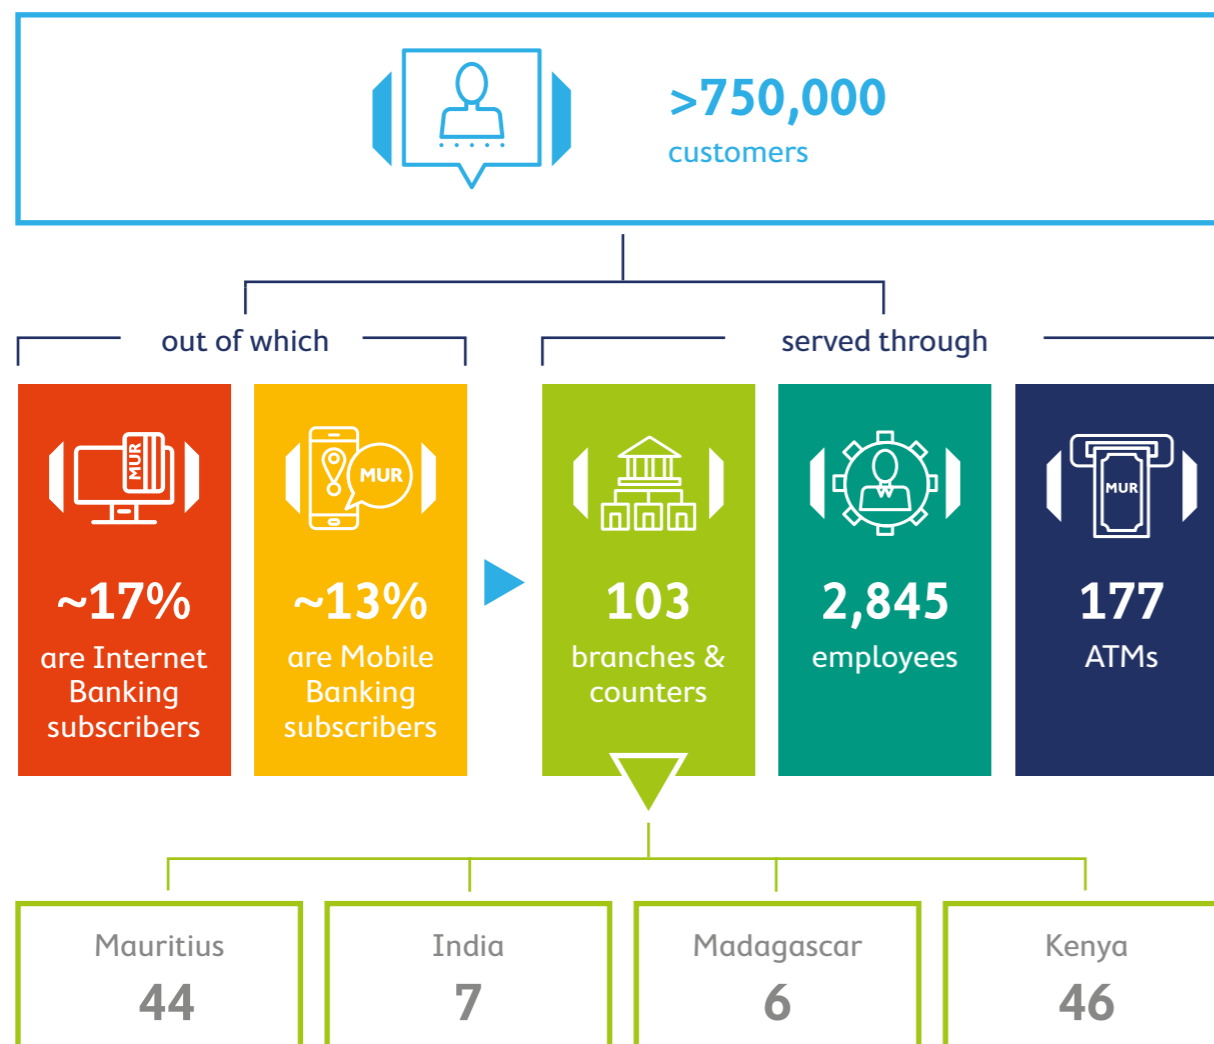 >750,000
customers
out of which
served through
MUR
~17%
are Internet
Banking
subscribers
MUR
~13%
are Mobile
Banking
subscribers
103
branches &
counters
2,845
employees
MUR
177
ATMs
Mauritius
44
India
7
Madagascar
6
Kenya
46